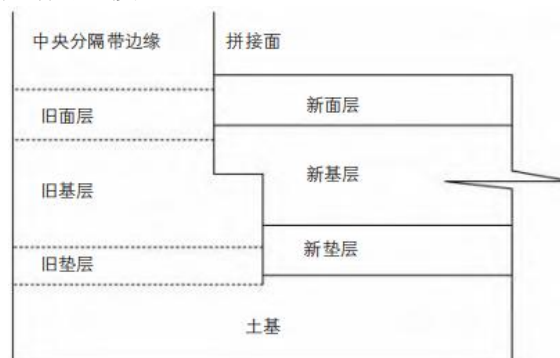 中央分隔带边缘
拼接面
旧面层
新面层
旧基层
新基层
旧垫层
新垫层
土基